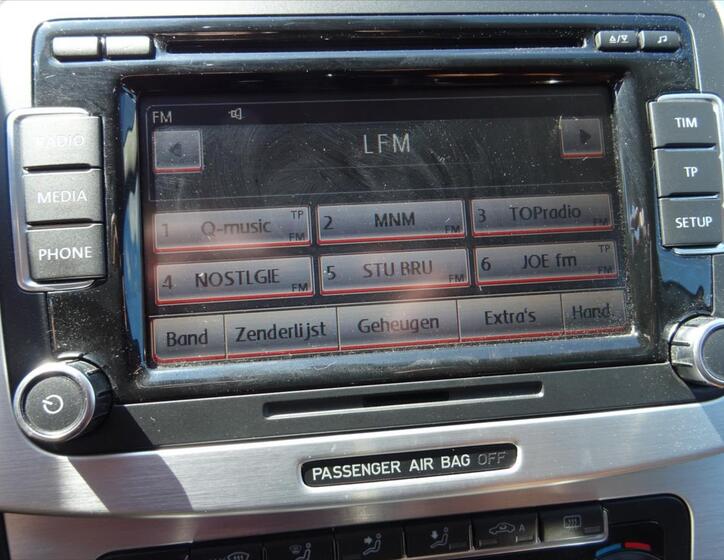 FM
RADIO
LFM
TIM
MEDIA
TP
PHONE
SETUP
1 Q-music TP FM
2 MNM FM
3 TOPradio FM
4 NOSTLGIE FM
5 STU BRU FM
6 JOE fm TP FM
Band Zenderlijst Geheugen Extra's Hand.
PASSENGER AIR BAG OFF
A